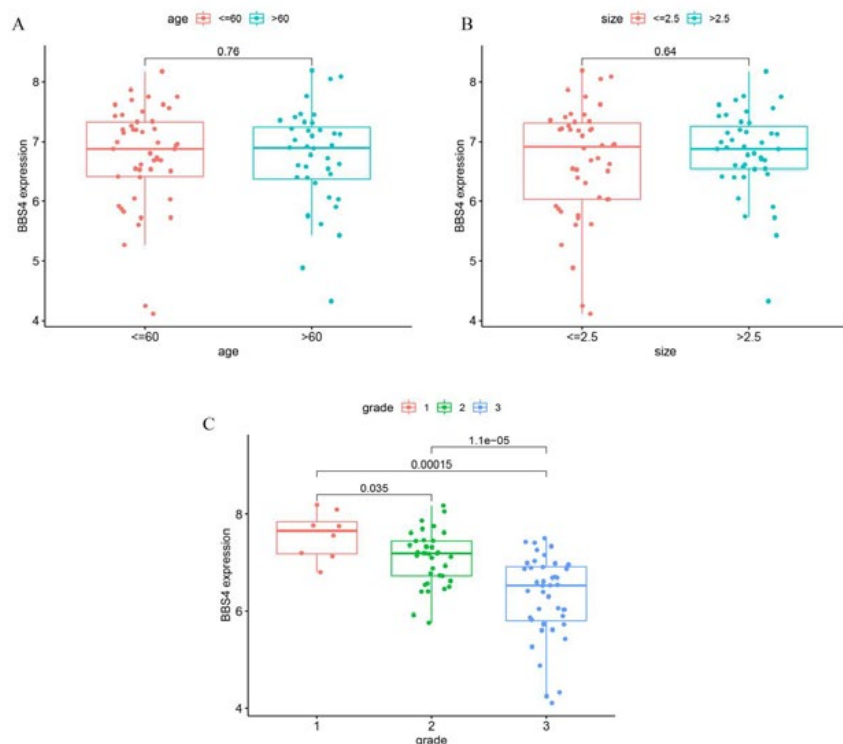 A
age <=60 >60
0.76
8
7
6
5
4
BBS4 expression
<=60 >60
age
B
size <=2.5 >2.5
0.64
8
7
6
5
4
BBS4 expression
<=2.5 >2.5
size
C
grade 1 2 3
1.1e-05
0.00015
0.035
8
6
4
BBS4 expression
1 2 3
grade